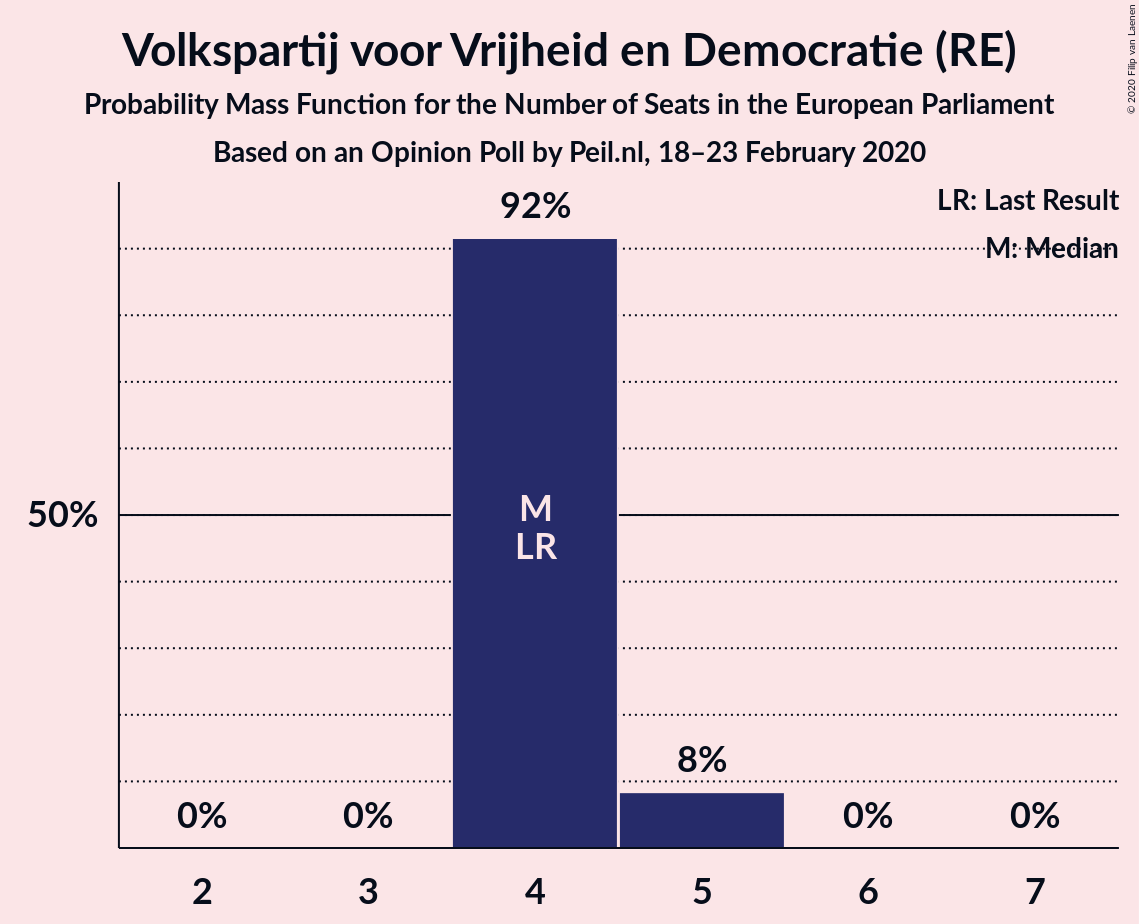 Volkspartij voor Vrijheid en Democratie (RE)
Probability Mass Function for the Number of Seats in the European Parliament
Based on an Opinion Poll by Peil.nl, 18–23 February 2020
© 2020 Filip van Laenen
LR: Last Result
M: Median
92%
50%
M
LR
8%
0%
0%
0%
0%
2
3
4
5
6
7